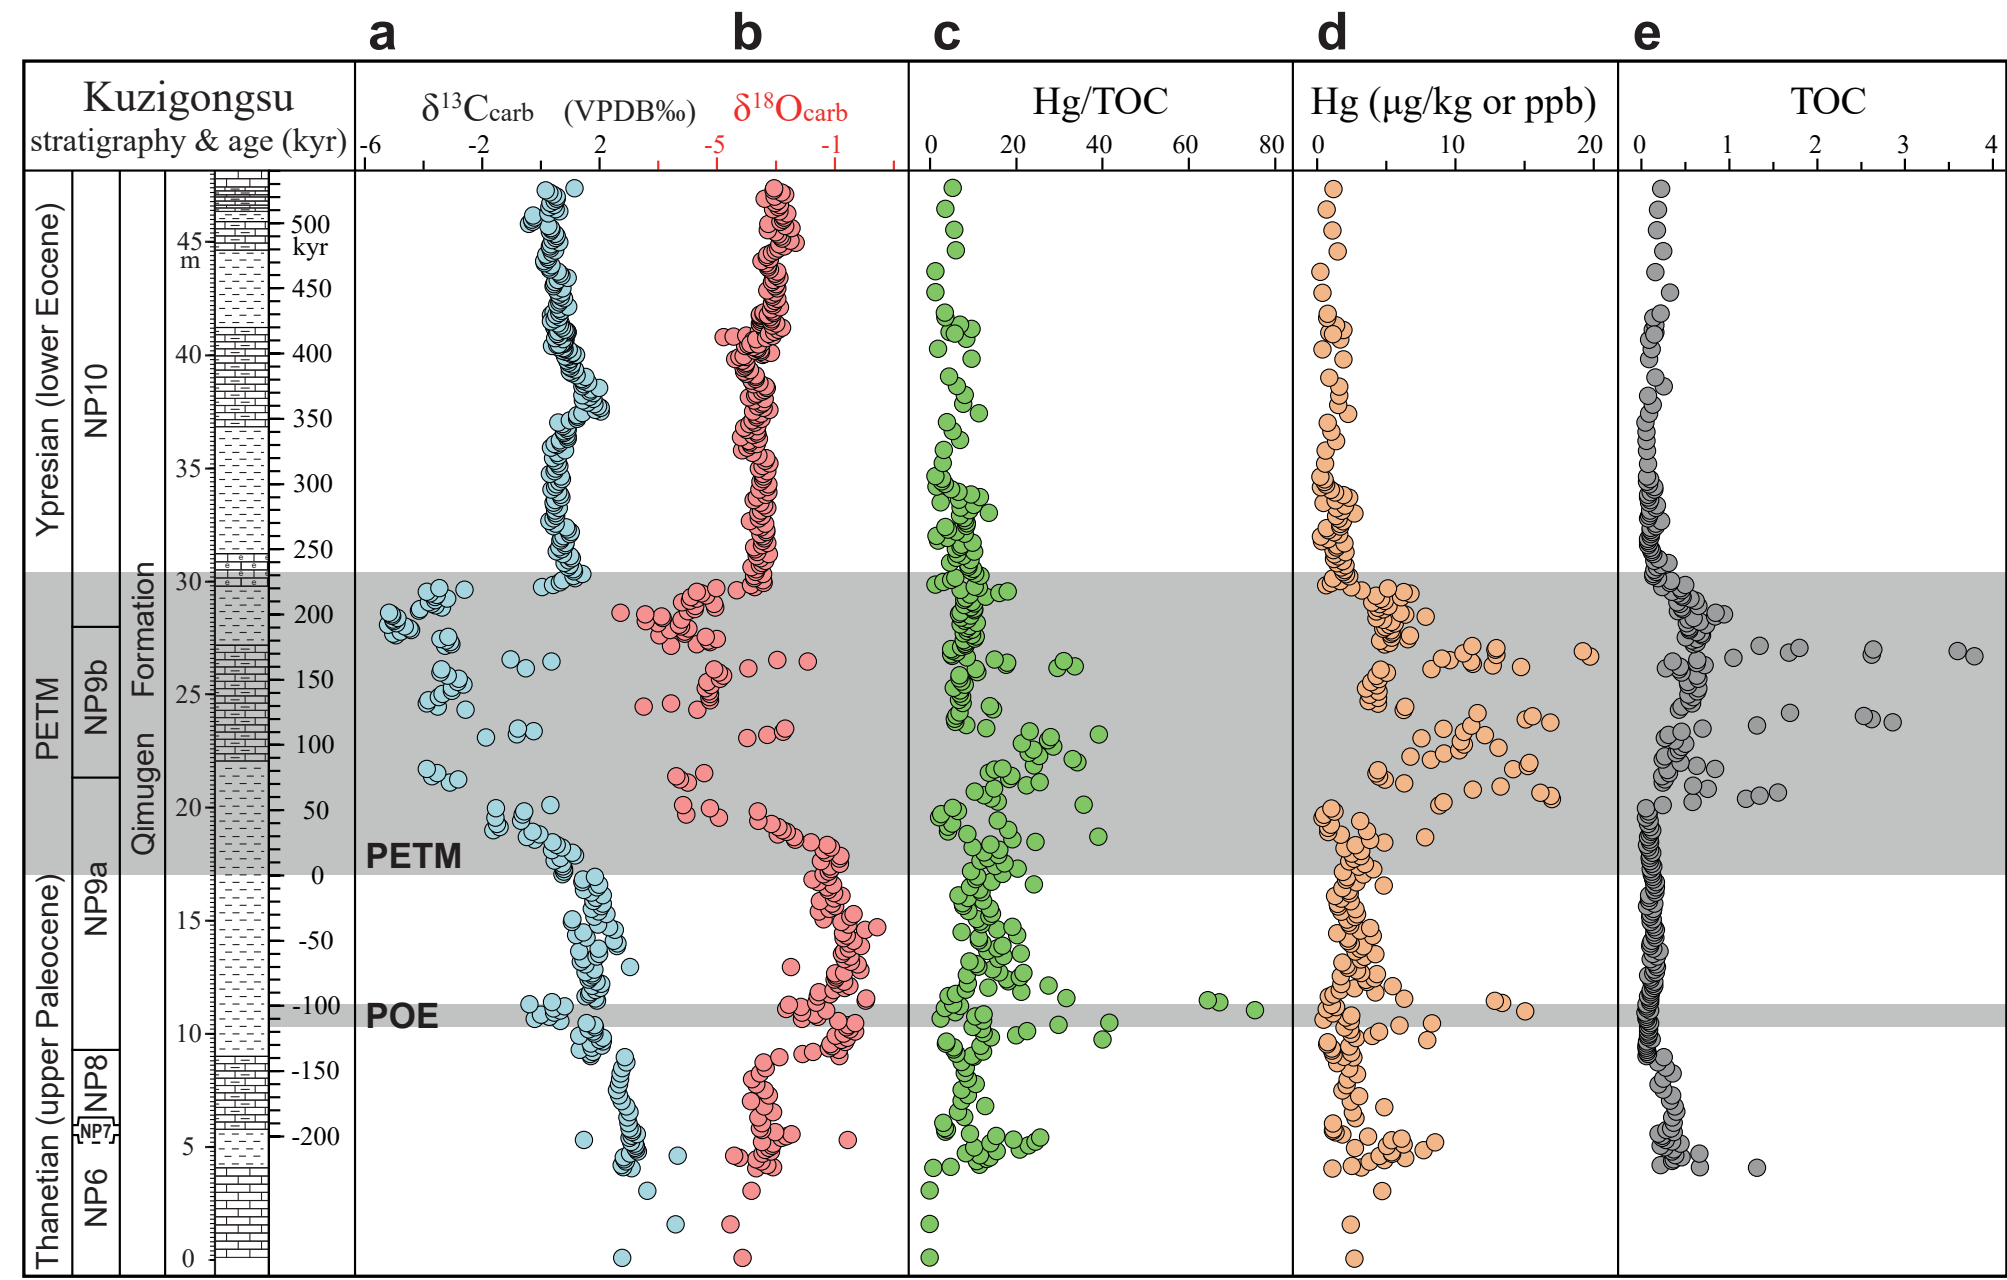 a b c d e
Kuzigongsu
stratigraphy & age (kyr)
δ13Ccarb (VPDB‰) δ18Ocarb
Hg/TOC
Hg (μg/kg or ppb)
TOC
-6 -2 2 -5 -1
0 20 40 60 80
0 10 20
0 1 2 3 4
Ypresian (lower Eocene)
PETM
Thanetian (upper Paleocene)
NP10
NP9b
NP9a
NP8
NP7
NP6
Qimugen Formation
45
m
40
35
30
25
20
15
10
5
0
500
kyr
450
400
350
300
250
200
150
100
50
0
-50
-100
-150
-200
PETM
POE